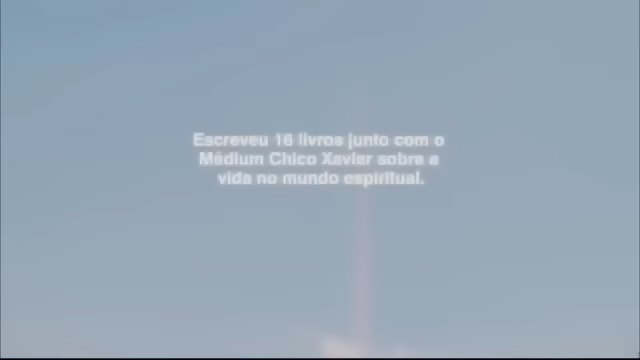 Escreveu 16 livros junto com o
Médium Chico Xavier sobre a
vida no mundo espiritual.